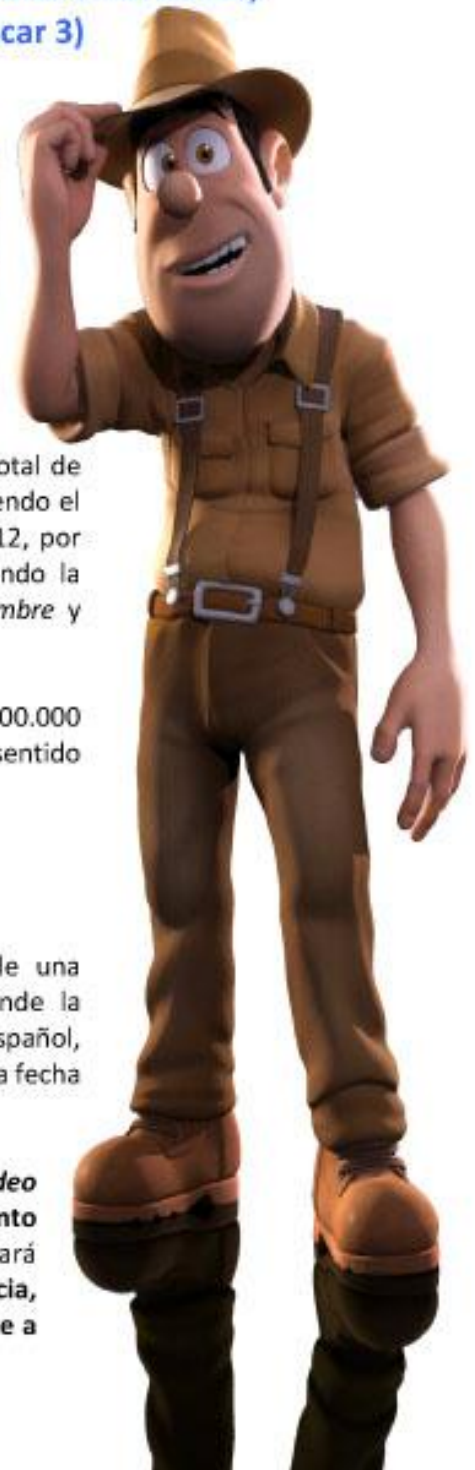 car 3)
otal de
endo el
12, por
ndo la
mbre y
00.000
sentido
le una
nde la
spañol,
a fecha
deo
nto
ará
cia,
e a